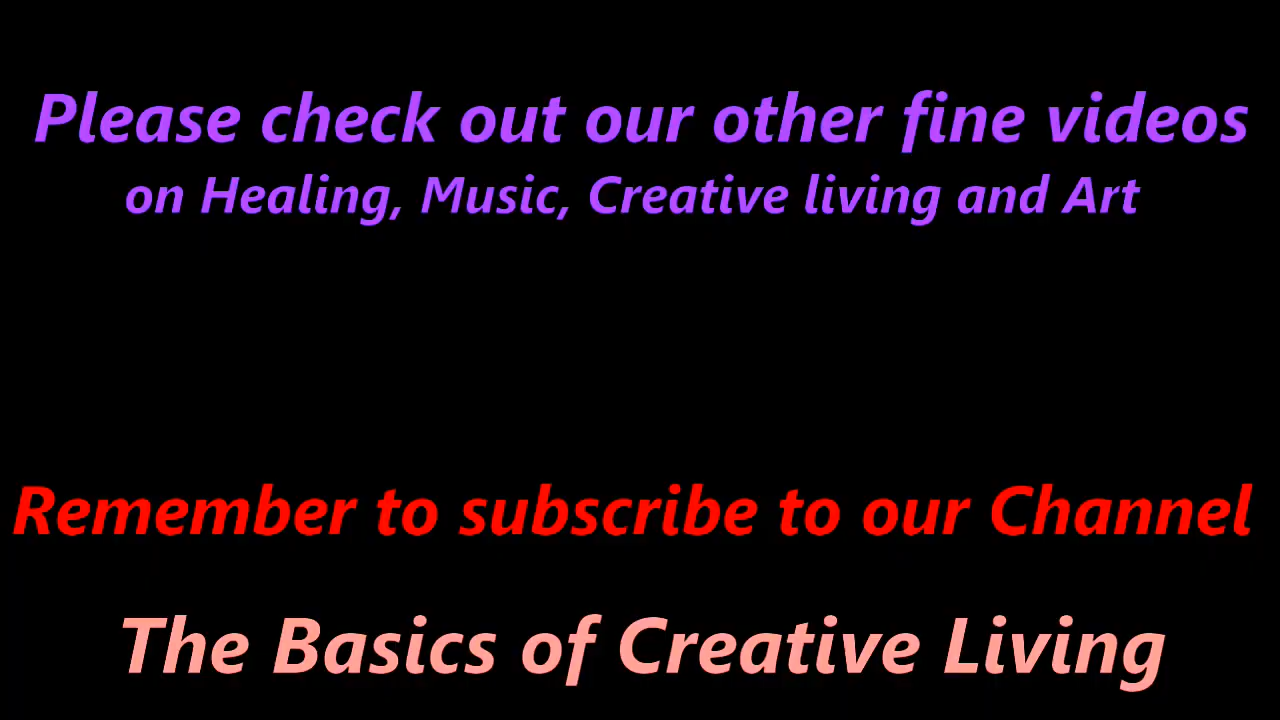 Please check out our other fine videos
on Healing, Music, Creative living and Art
Remember to subscribe to our Channel
The Basics of Creative Living